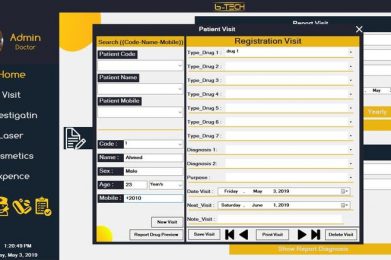 b-TECH
Admin
Doctor
Home
Visit
estigatin
Laser
smetics
xpence
1:20:49 PM
ay, May 3, 2019
Report Visit
Patient Visit
Search ((Code-Name-Mobile))
Patient Code
Patient Name
Patient Mobile
Code : 1
Name : Ahmed
Sex : Male
Age : 23 Year/s
Mobile : +2010
New Visit
Report Drug Preview
Registration Visit
Type_Drug 1 : drug 1
Type_Drug 2 :
Type_Drug 3 :
Type_Drug 4 :
Type_Drug 5 :
Type_Drug 6 :
Type_Drug 7 :
Diagnosis 1 :
Diagnosis 2:
Purpose :
Date Visit : Friday , May 3, 2019
Next_Visit : Saturday , June 1, 2019
Note_Visit :
Save Visit
Print Visit
Delete Visit
Yearly
Show Report Diagnosis